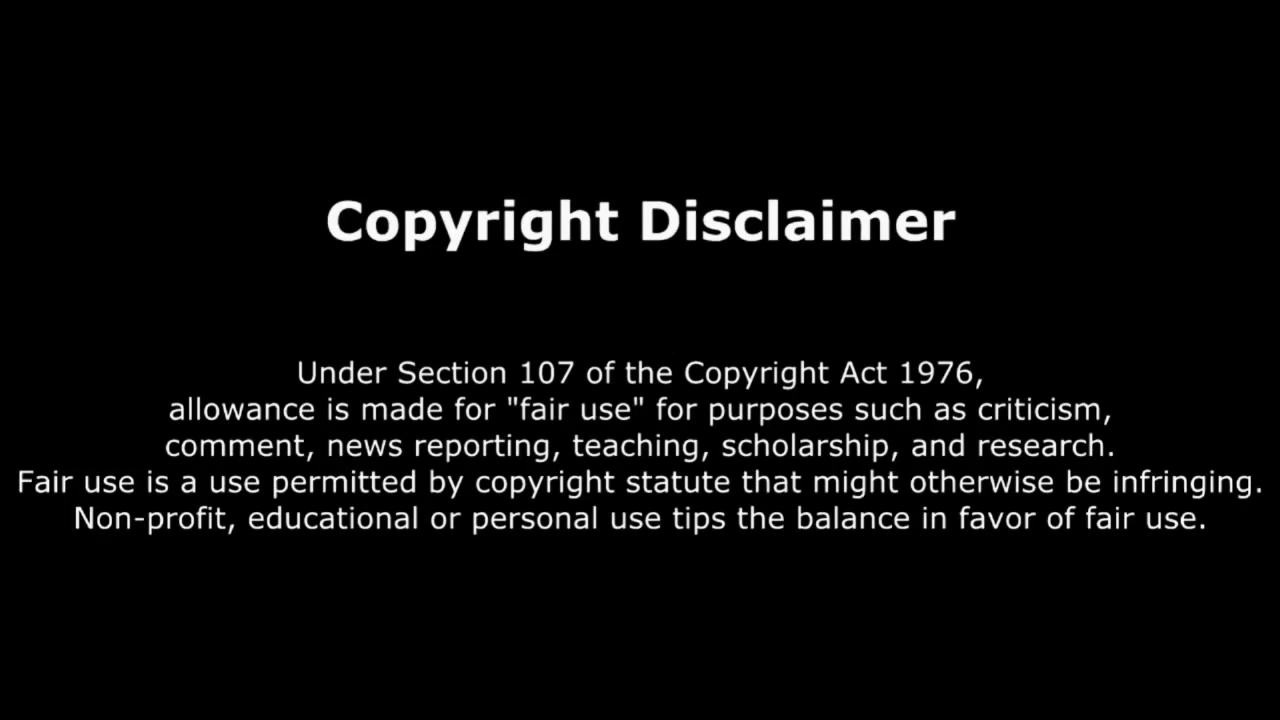 Copyright Disclaimer
Under Section 107 of the Copyright Act 1976,
allowance is made for "fair use" for purposes such as criticism,
comment, news reporting, teaching, scholarship, and research.
Fair use is a use permitted by copyright statute that might otherwise be infringing.
Non-profit, educational or personal use tips the balance in favor of fair use.